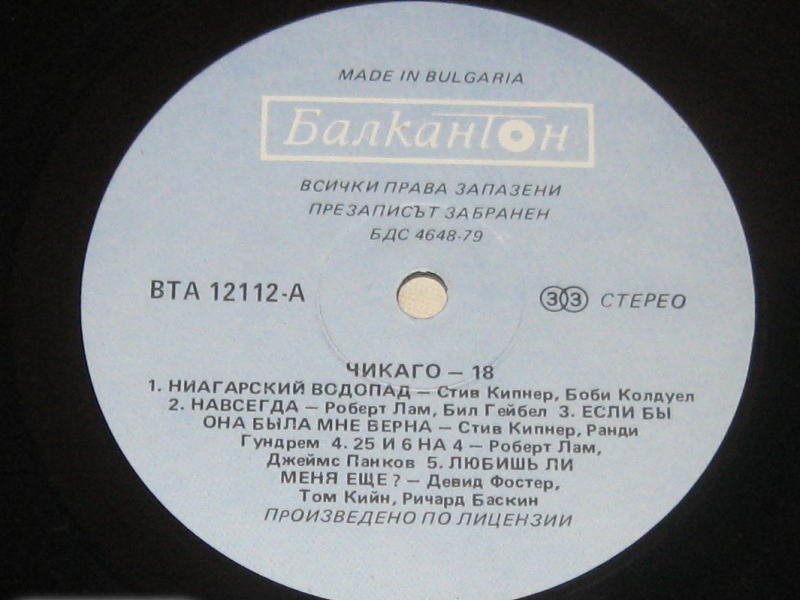 MADE IN BULGARIA
Балкантон
ВСИЧКИ ПРАВА ЗАПАЗЕНИ
ПРЕЗАПИСЪТ ЗАБРАНЕН
БДС 4648-79
ВТА 12112-А
33 СТЕРЕО
ЧИКАГО – 18
1. НИАГАРСКИЙ ВОДОПАД – Стив Кипнер, Боби Колдуел
2. НАВСЕГДА – Роберт Лам, Бил Гейбел 3. ЕСЛИ БЫ
ОНА БЫЛА МНЕ ВЕРНА – Стив Кипнер, Ранди
Гундрем 4. 25 И 6 НА 4 – Роберт Лам,
Джеймс Панков 5. ЛЮБИШЬ ЛИ
МЕНЯ ЕЩЕ? – Девид Фостер,
Том Кийн, Ричард Баскин
ПРОИЗВЕДЕНО ПО ЛИЦЕНЗИИ